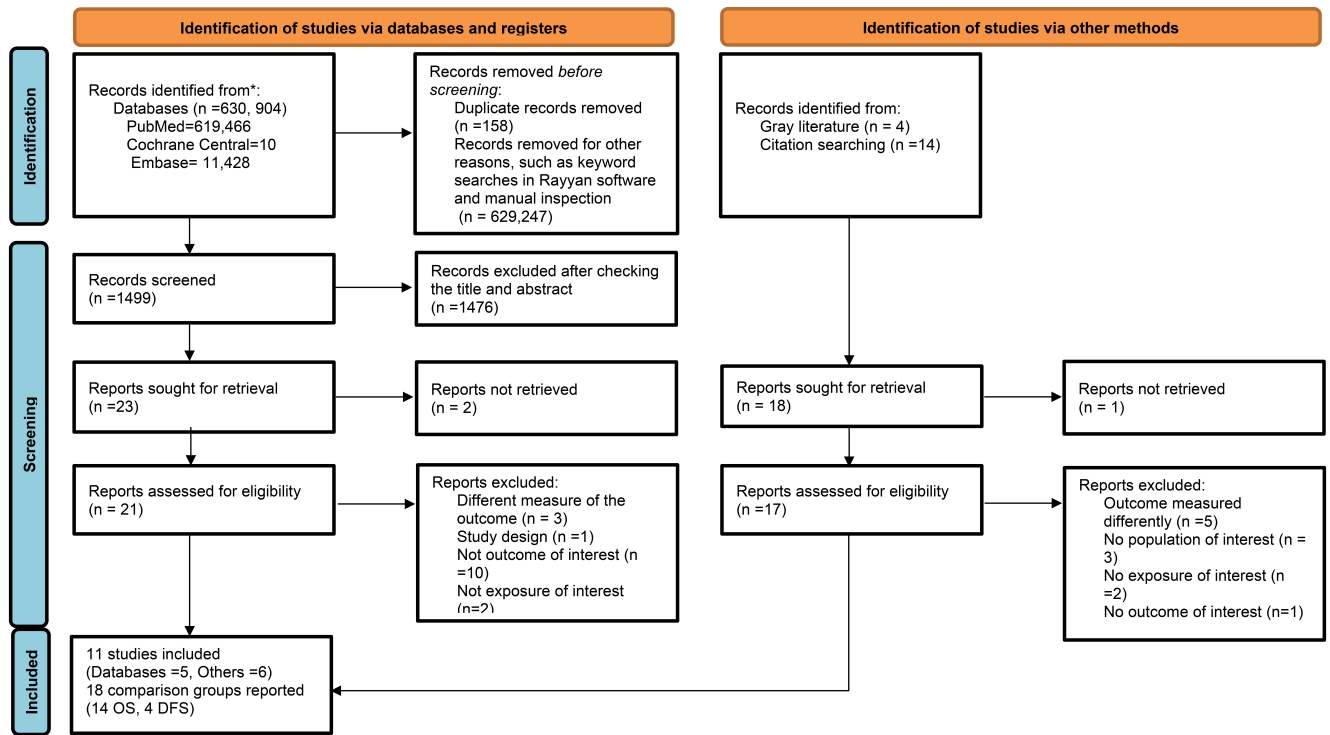 Identification of studies via databases and registers
Identification of studies via other methods
Identification
Records identified from*:
Databases (n =630, 904)
PubMed=619,466
Cochrane Central=10
Embase= 11,428
Records removed before
screening:
Duplicate records removed
(n =158)
Records removed for other
reasons, such as keyword
searches in Rayyan software
and manual inspection
(n = 629,247)
Records identified from:
Gray literature (n = 4)
Citation searching (n =14)
Screening
Records screened
(n =1499)
Records excluded after checking
the title and abstract
(n =1476)
Reports sought for retrieval
(n =23)
Reports not retrieved
(n = 2)
Reports sought for retrieval
(n = 18)
Reports not retrieved
(n = 1)
Reports assessed for eligibility
(n = 21)
Reports excluded:
Different measure of the
outcome (n = 3)
Study design (n =1)
Not outcome of interest (n
=10)
Not exposure of interest
(n=2)
Reports assessed for eligibility
(n =17)
Reports excluded:
Outcome measured
differently (n =5)
No population of interest (n =
3)
No exposure of interest (n
=2)
No outcome of interest (n=1)
Included
11 studies included
(Databases =5, Others =6)
18 comparison groups reported
(14 OS, 4 DFS)